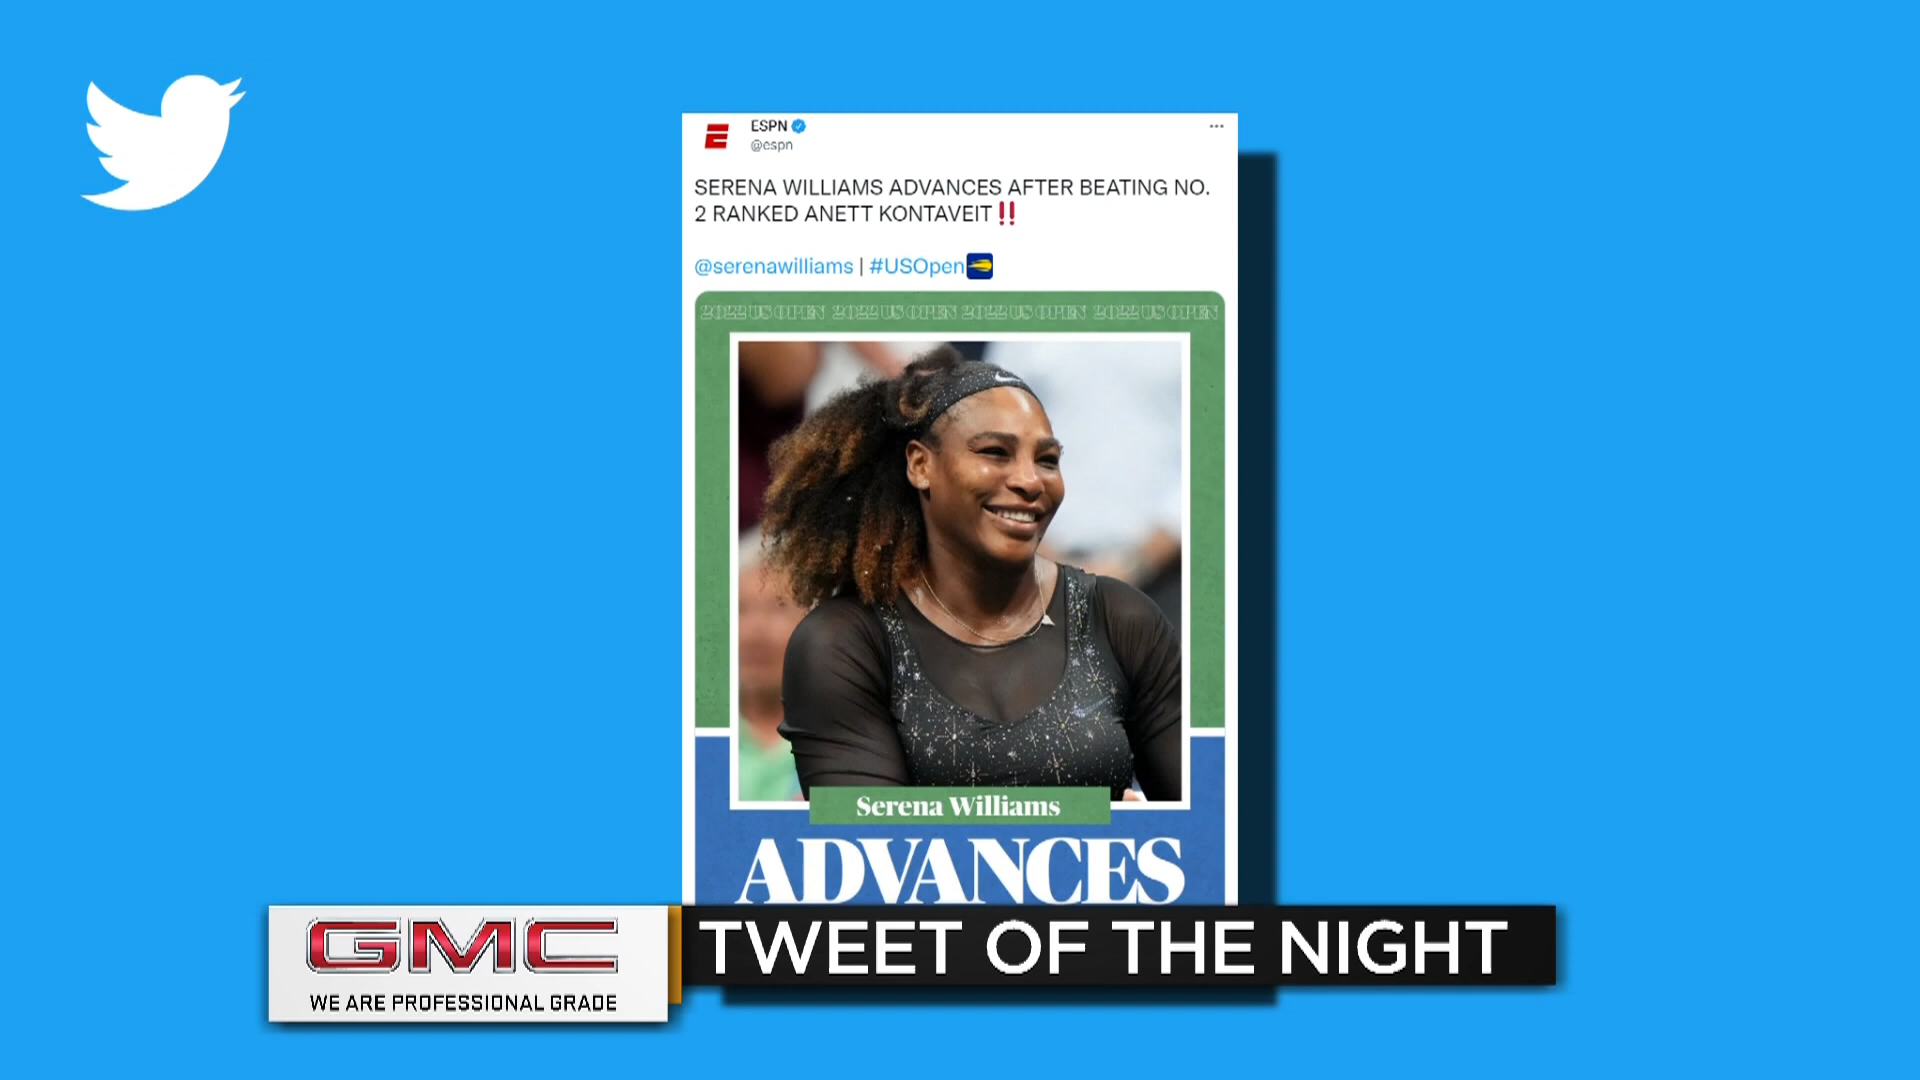 ESPN
@espn
SERENA WILLIAMS ADVANCES AFTER BEATING NO.
2 RANKED ANETT KONTAVEIT‼️
@serenawilliams | #USOpen
2022 US OPEN 2022 US OPEN 2022 US OPEN 2022 US OPEN
Serena Williams
ADVANCES
GMC
WE ARE PROFESSIONAL GRADE
TWEET OF THE NIGHT